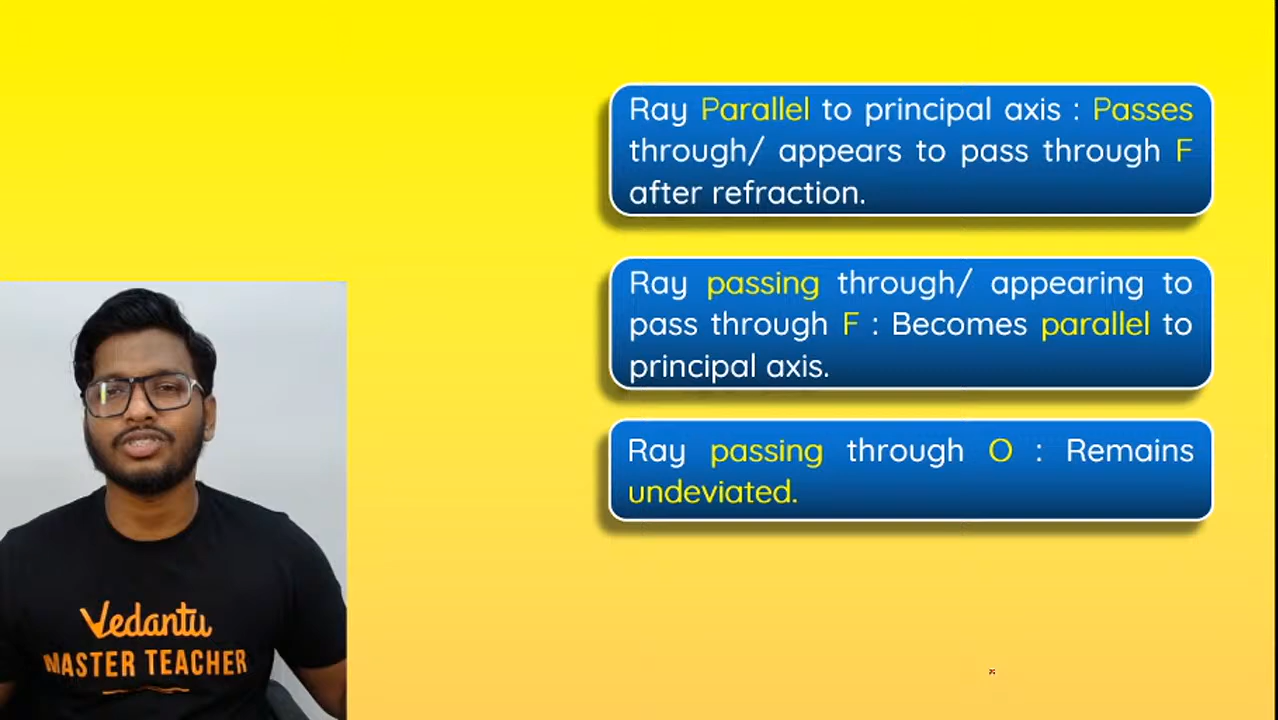 Ray Parallel to principal axis : Passes
through/ appears to pass through F
after refraction.
Ray passing through/ appearing to
pass through F : Becomes parallel to
principal axis.
Ray passing through O : Remains
undeviated.
Vedantu
MASTER TEACHER